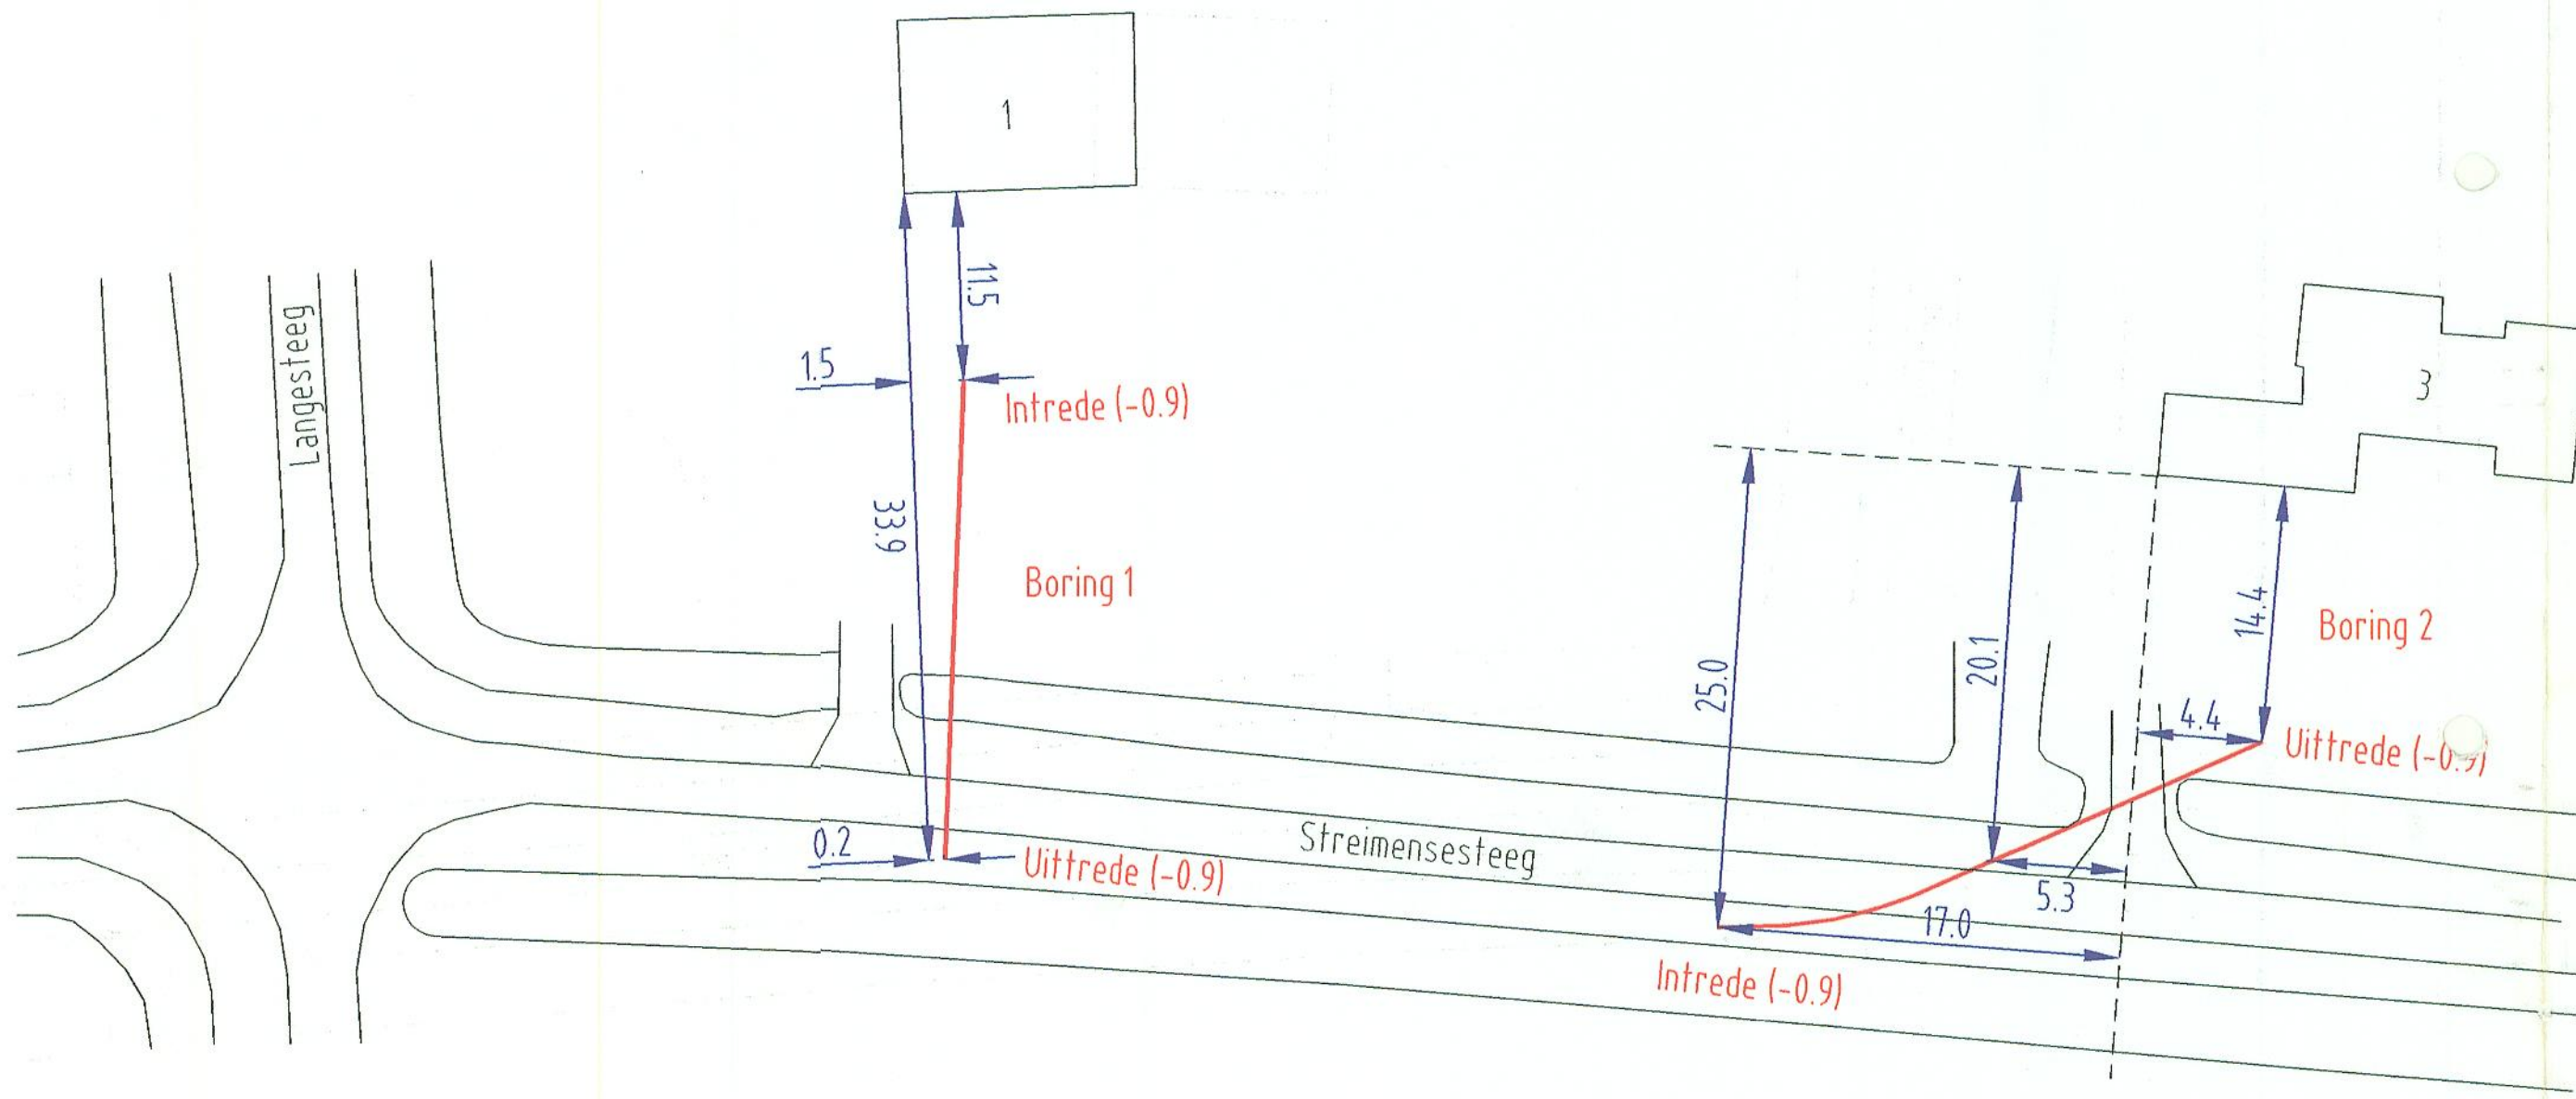 1
Langesteeg
11.5
1.5
Intrede (-0.9)
33.9
Boring 1
0.2
Uittrede (-0.9)
Streimensesteeg
3
25.0
20.1
14.4
Boring 2
4.4
Uittrede (-0.9)
5.3
17.0
Intrede (-0.9)